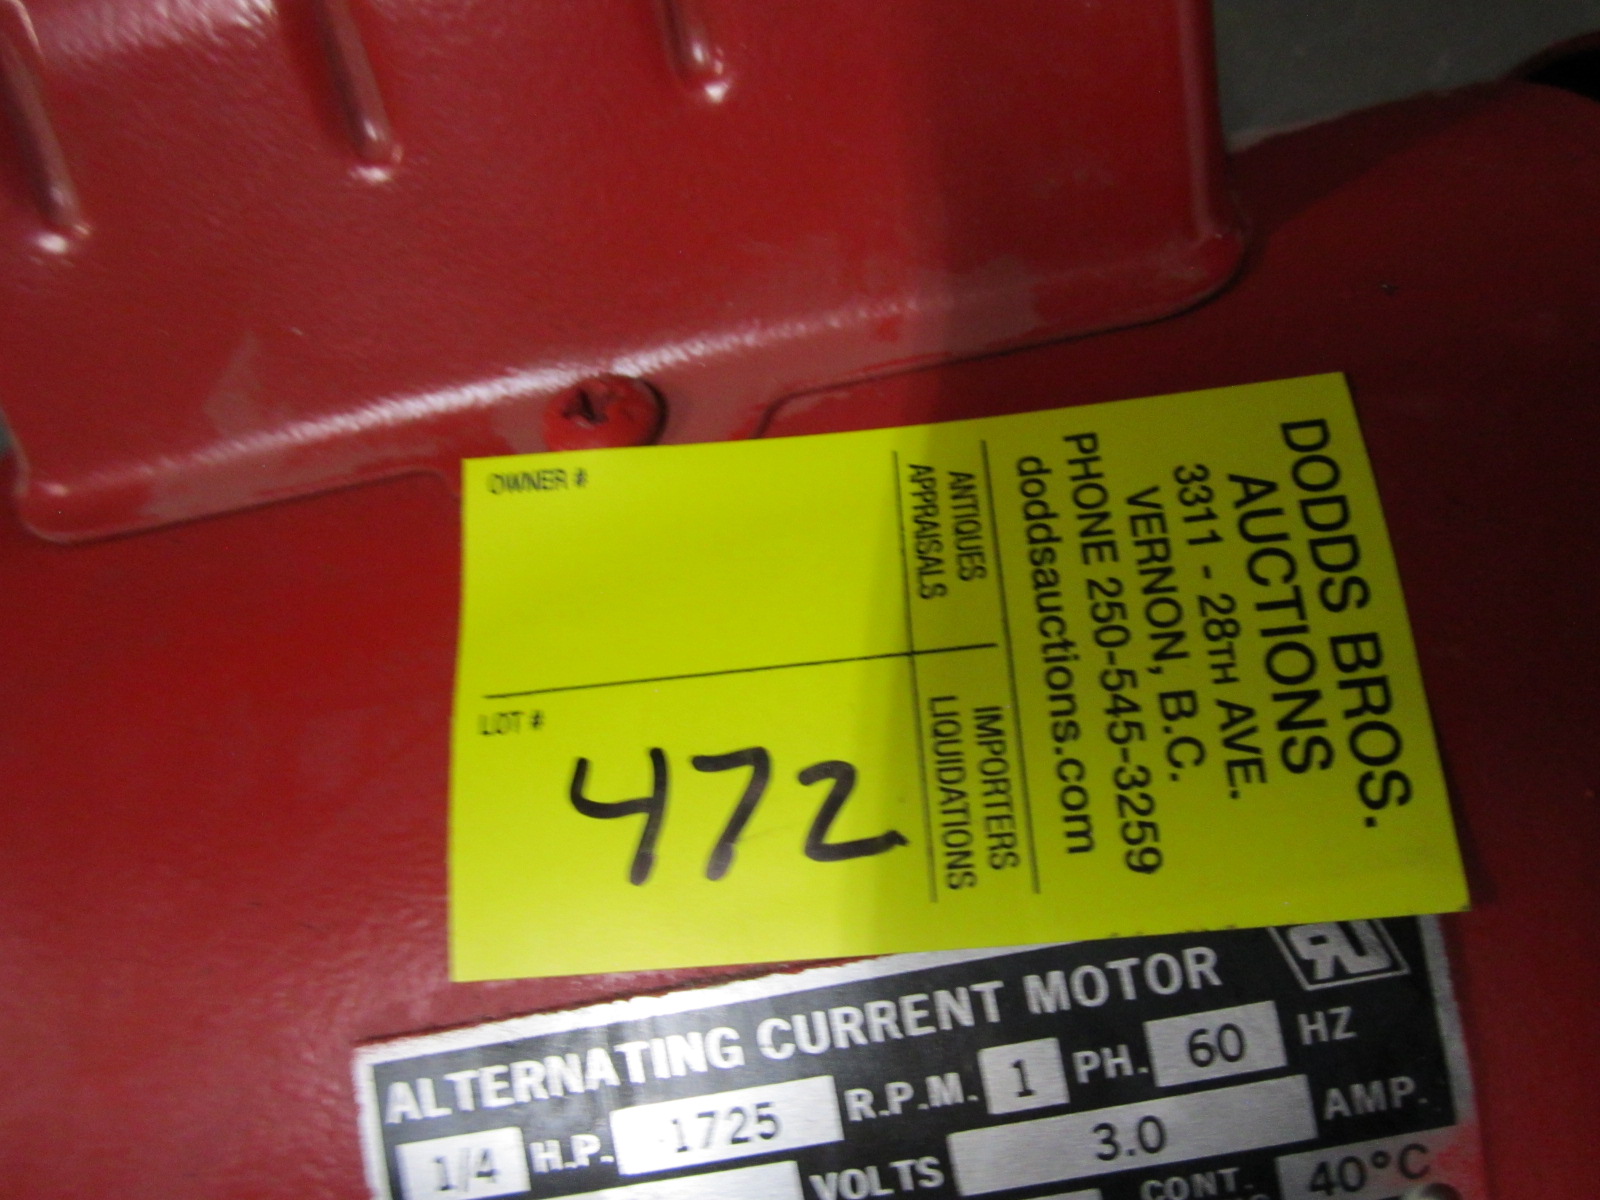 DODDS BROS.
AUCTIONS
3311 - 28TH AVE.
VERNON, B.C.
PHONE 250-545-3259
doddsauctions.com
ANTIQUES IMPORTERS
APPRAISALS LIQUIDATIONS
OWNER #
LOT # 472
ALTERNATING CURRENT MOTOR
1/4 H.P. 1725 R.P.M. 1 PH. 60 HZ
VOLTS 3.0 AMP.
CONT. 40°C